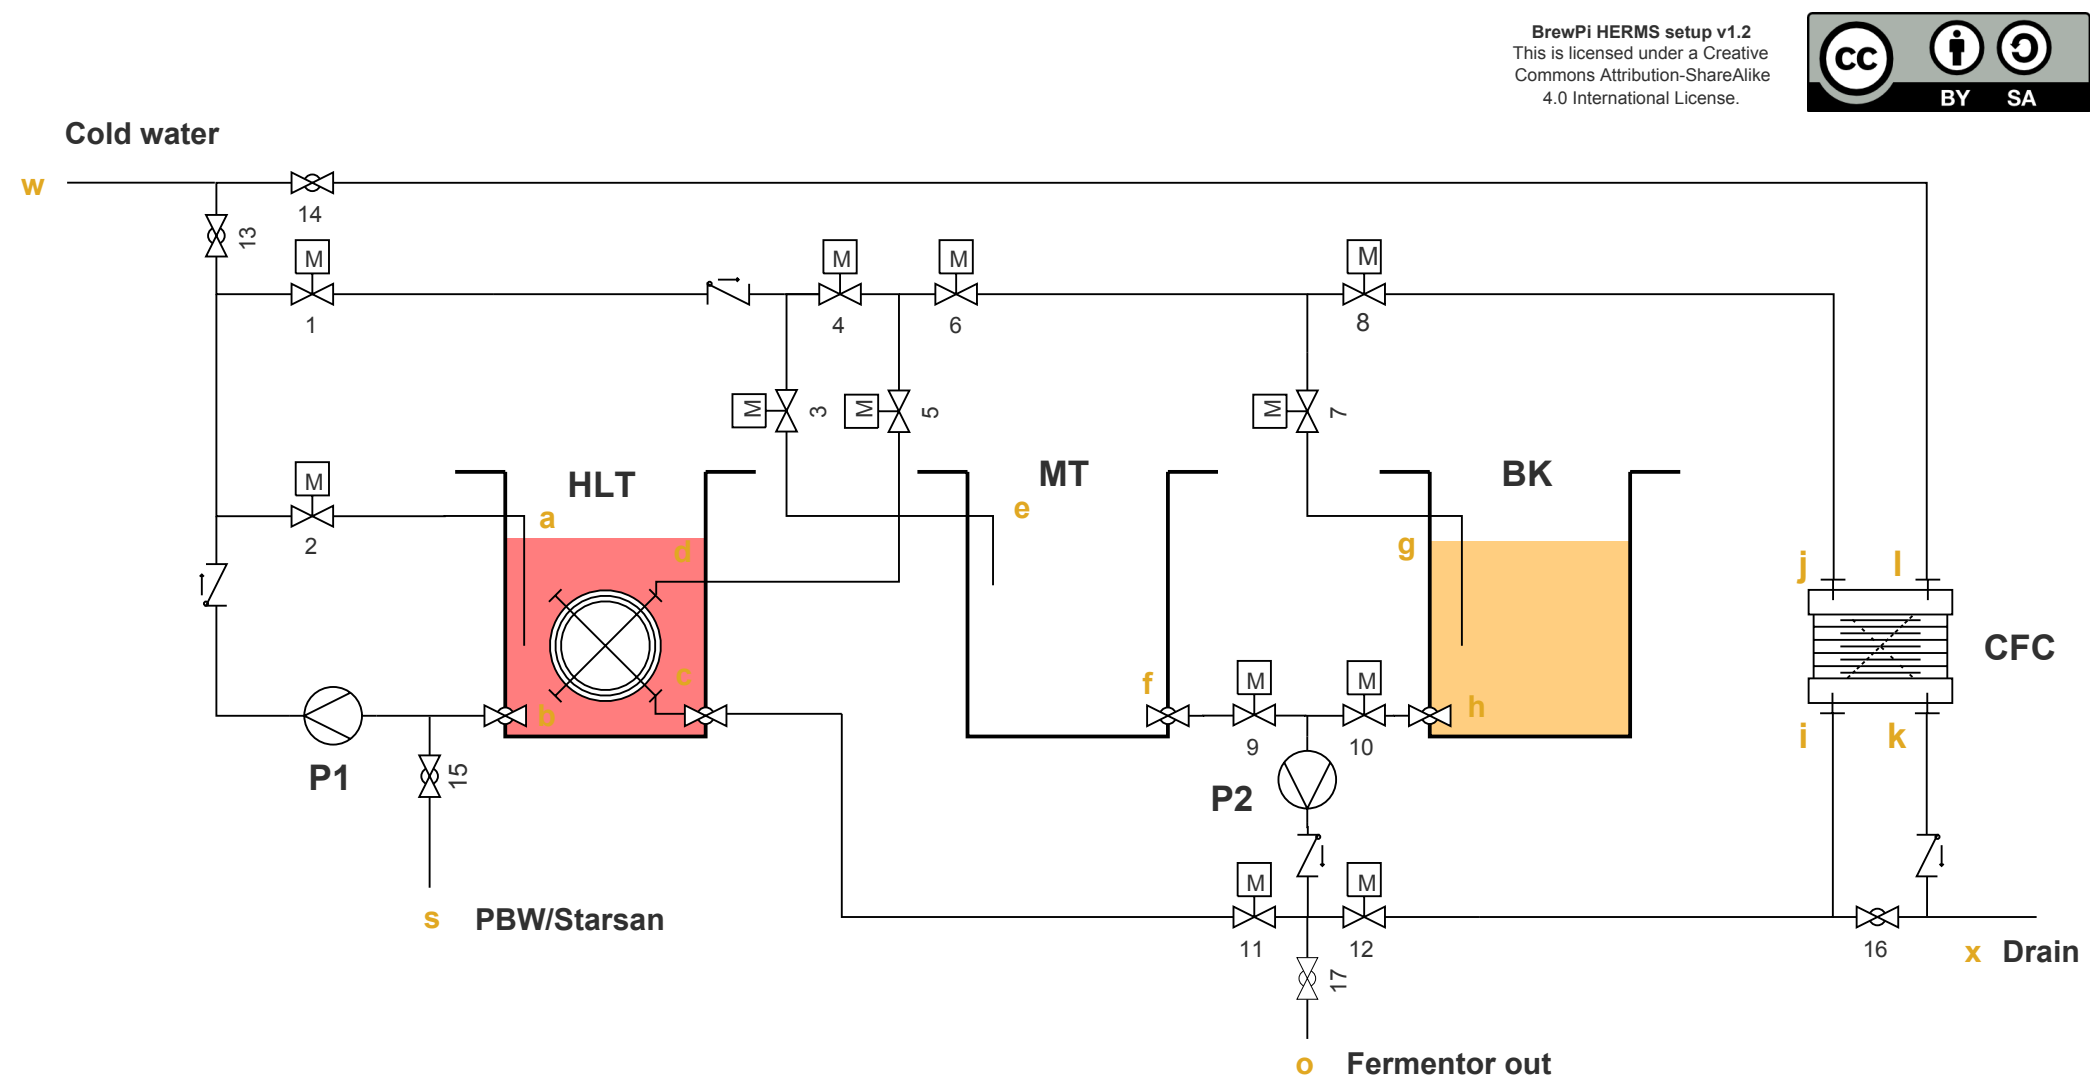 BrewPi HERMS setup v1.2
This is licensed under a Creative
Commons Attribution-ShareAlike
4.0 International License.
cc
BY SA
Cold water
w
14
13
M
M
M
M
1
4
6
8
M
3
M
5
M
7
M
HLT
MT
BK
a
e
2
d
g
j
l
CFC
c
f
M
M
b
h
i
k
9
10
P1
15
P2
M
M
s
PBW/Starsan
11
12
16
x
Drain
17
o
Fermentor out